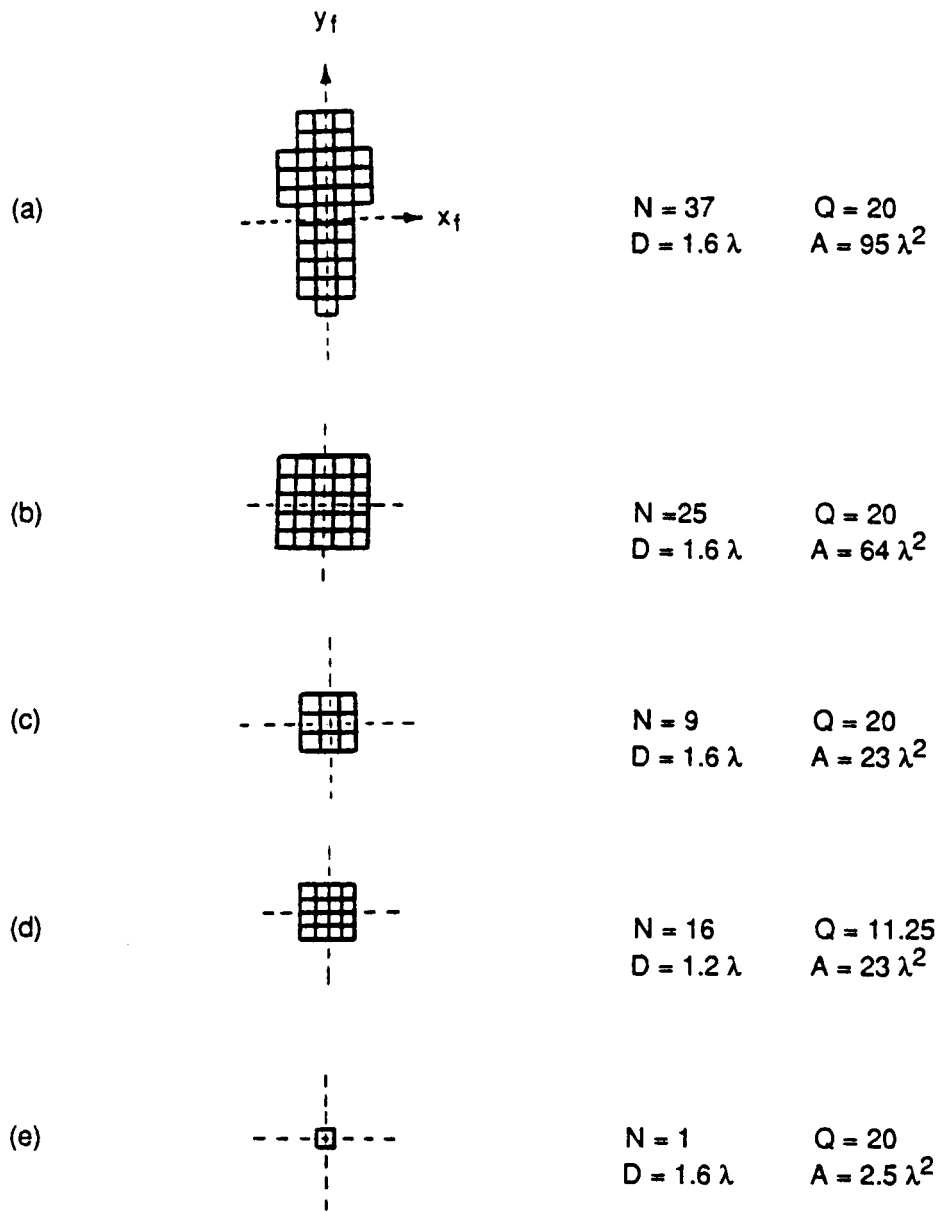 y_f
(a)
x_f
N = 37 Q = 20
D = 1.6 λ A = 95 λ²
(b)
N =25 Q = 20
D = 1.6 λ A = 64 λ²
(c)
N = 9 Q = 20
D = 1.6 λ A = 23 λ²
(d)
N = 16 Q = 11.25
D = 1.2 λ A = 23 λ²
(e)
N = 1 Q = 20
D = 1.6 λ A = 2.5 λ²